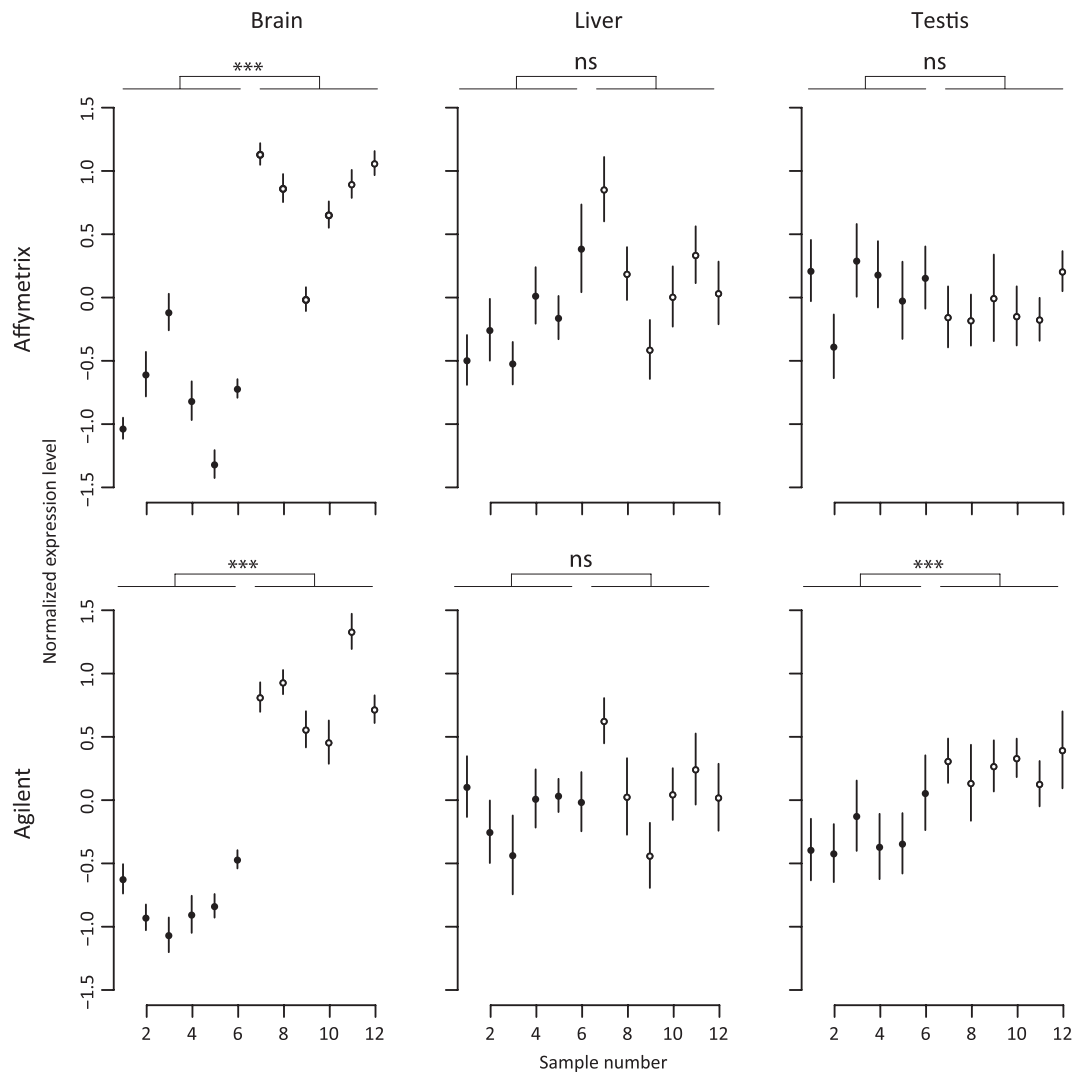 Brain Liver Testis
*** ns ns
Affymetrix
1.5
1.0
0.5
0.0
−0.5
−1.0
−1.5
Normalized expression level
*** ns ***
Agilent
1.5
1.0
0.5
0.0
−0.5
−1.0
−1.5
2 4 6 8 10 12 2 4 6 8 10 12 2 4 6 8 10 12
Sample number